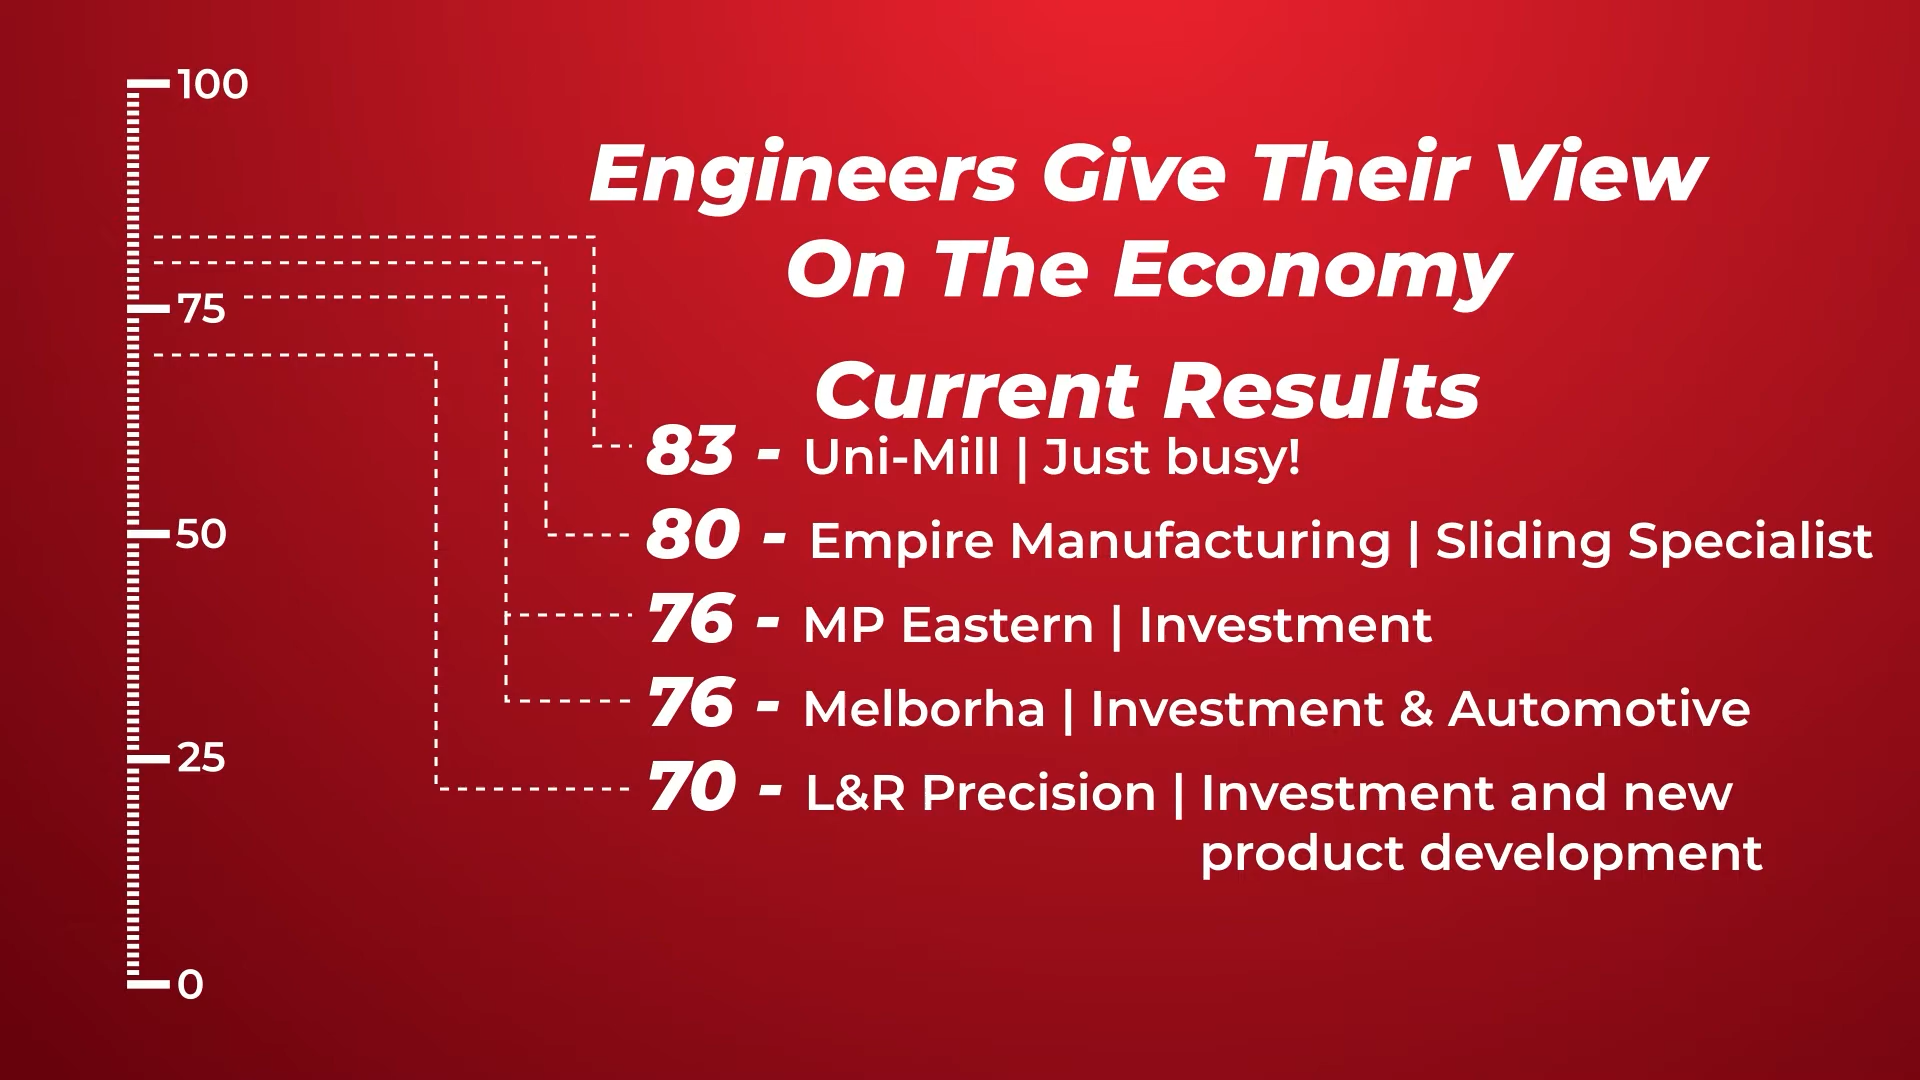 100
75
50
25
0
Engineers Give Their View
On The Economy
Current Results
83 - Uni-Mill | Just busy!
80 - Empire Manufacturing | Sliding Specialist
76 - MP Eastern | Investment
76 - Melborha | Investment & Automotive
70 - L&R Precision | Investment and new
product development